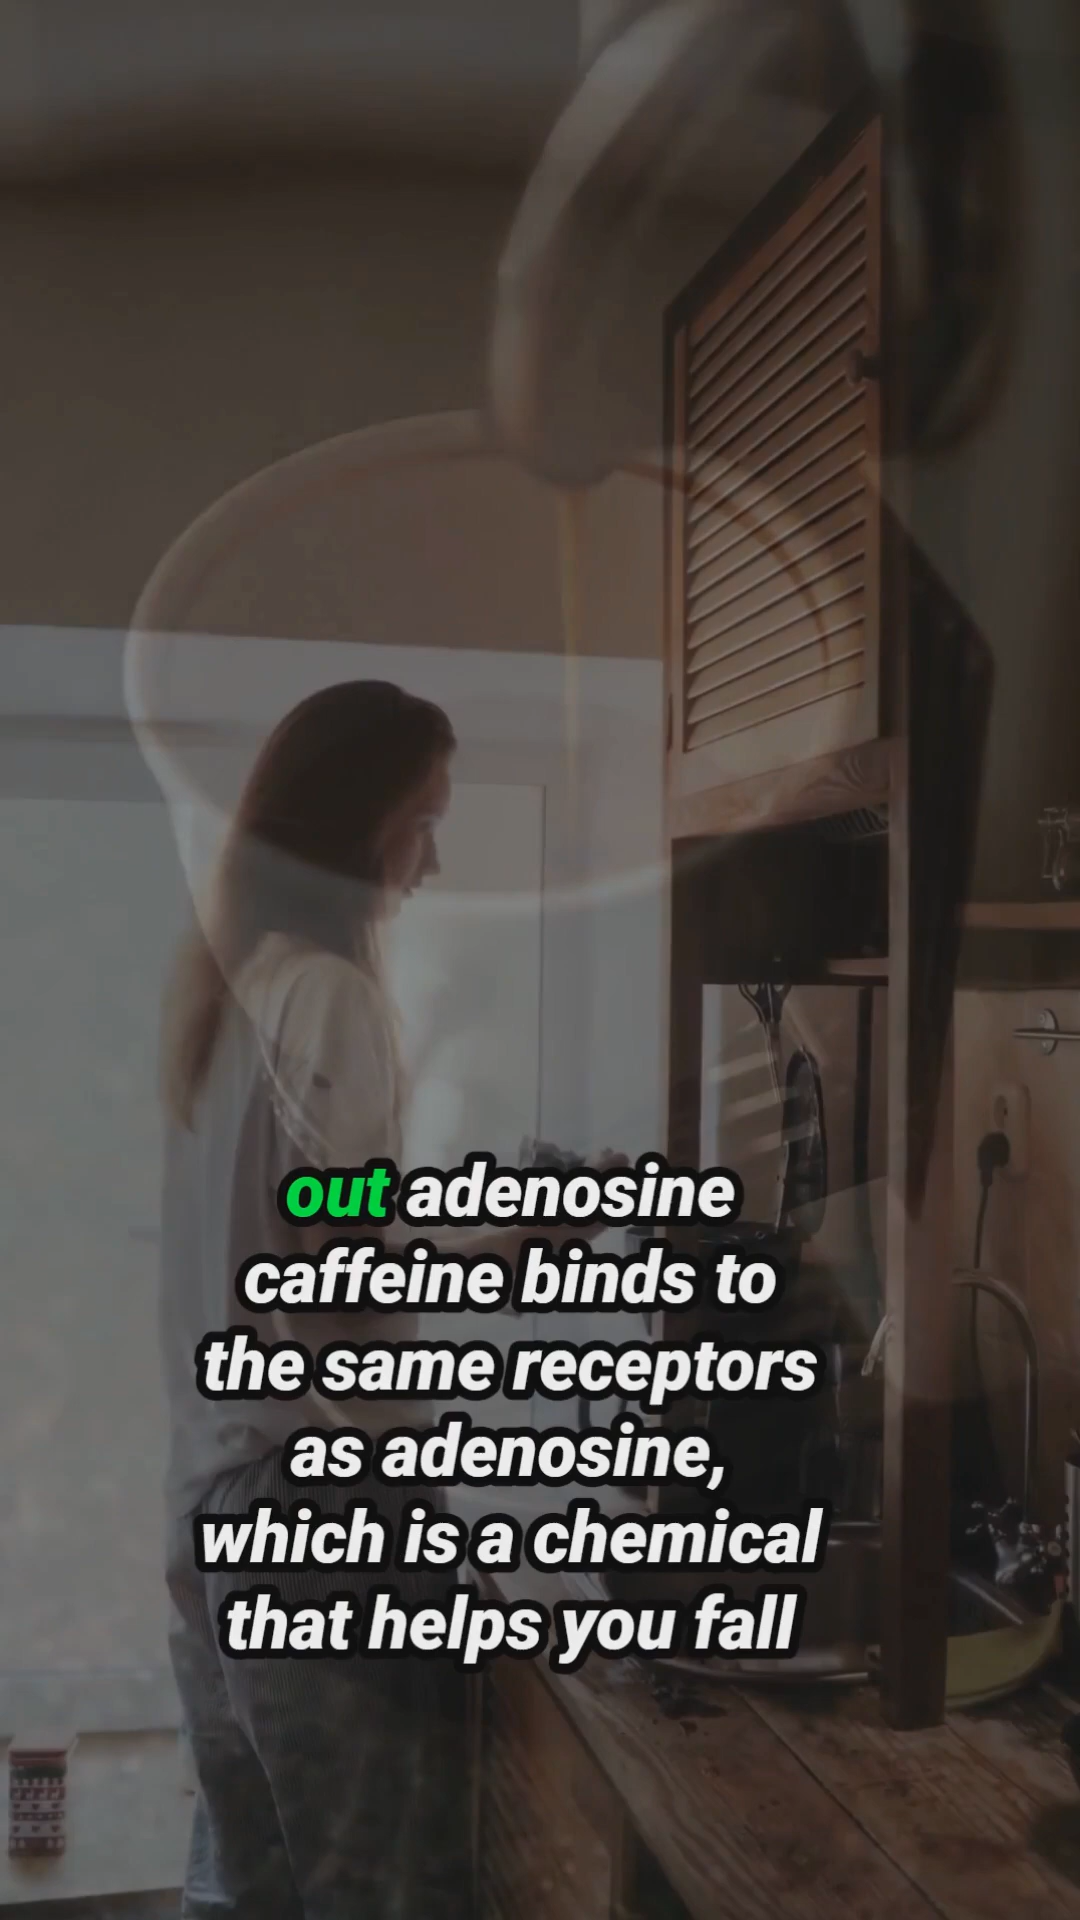 out adenosine
caffeine binds to
the same receptors
as adenosine,
which is a chemical
that helps you fall